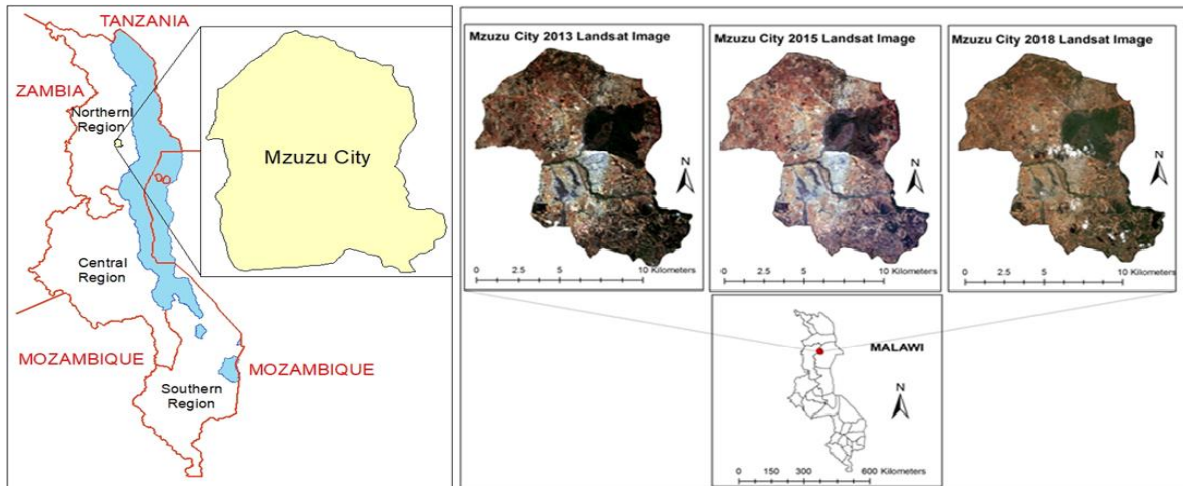 TANZANIA
ZAMBIA
Northernl
Region
Mzuzu City
Central
Region
MOZAMBIQUE
MOZAMBIQUE
Southern
Region
Mzuzu City 2013 Landsat Image
N
0 2.5 5 10 Kilometers
Mzuzu City 2015 Landsat Image
N
0 2.5 5 10 Kilometers
Mzuzu City 2018 Landsat Image
N
0 2.5 5 10 Kilometers
MALAWI
N
0 150 300 600 Kilometers